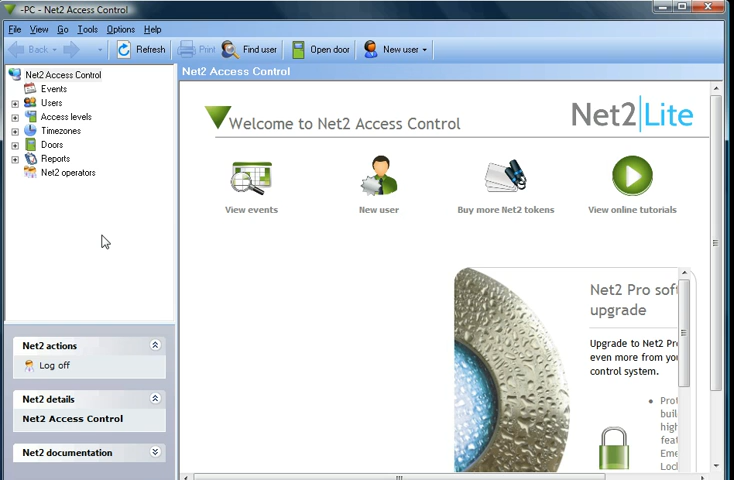 -PC - Net2 Access Control
File View Go Tools Options Help
Back Refresh Print Find user Open door New user
Net2 Access Control
Events
Users
Access levels
Timezones
Doors
Reports
Net2 operators
Net2 actions
Log off
Net2 details
Net2 Access Control
Net2 documentation
Net2 Access Control
Welcome to Net2 Access Control
Net2 Lite
View events New user Buy more Net2 tokens View online tutorials
Net2 Pro soft
upgrade
Upgrade to Net2 Pro
even more from you
control system.
Prot
build
high
feat
Eme
Lock